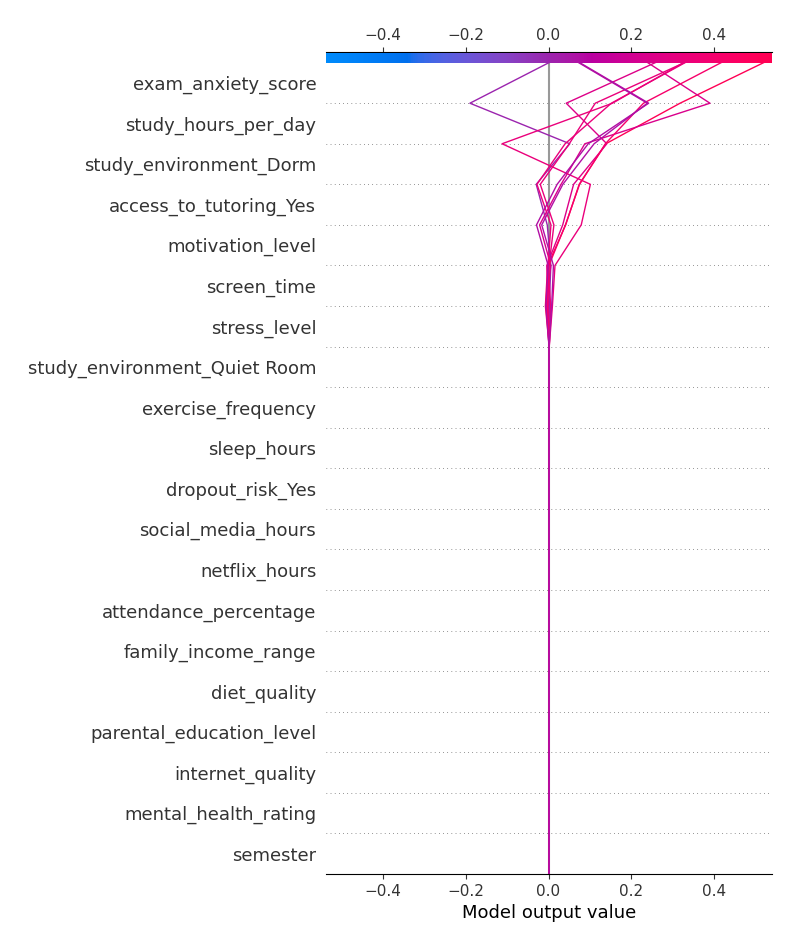 −0.4 −0.2 0.0 0.2 0.4
exam_anxiety_score
study_hours_per_day
study_environment_Dorm
access_to_tutoring_Yes
motivation_level
screen_time
stress_level
study_environment_Quiet Room
exercise_frequency
sleep_hours
dropout_risk_Yes
social_media_hours
netflix_hours
attendance_percentage
family_income_range
diet_quality
parental_education_level
internet_quality
mental_health_rating
semester
−0.4 −0.2 0.0 0.2 0.4
Model output value